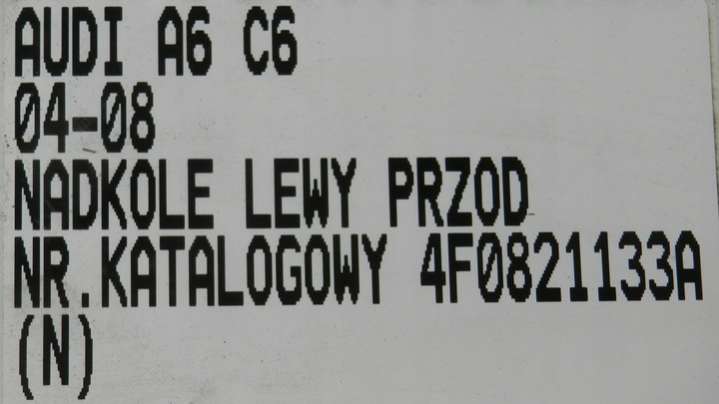 AUDI A6 C6
04-08
NADKOLE LEWY PRZOD
NR.KATALOGOWY 4F0821133A
(N)